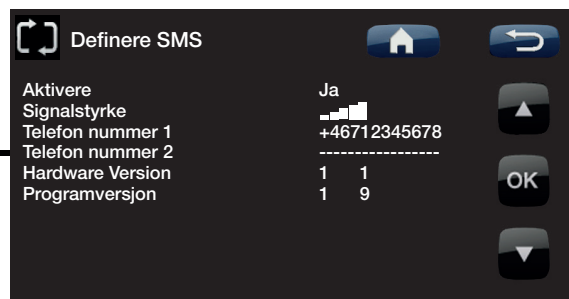 Definere SMS
Aktivere Ja
Signalstyrke
Telefon nummer 1 +46712345678
Telefon nummer 2 -----------------
Hardware Version 1 1
Programversjon 1 9
OK